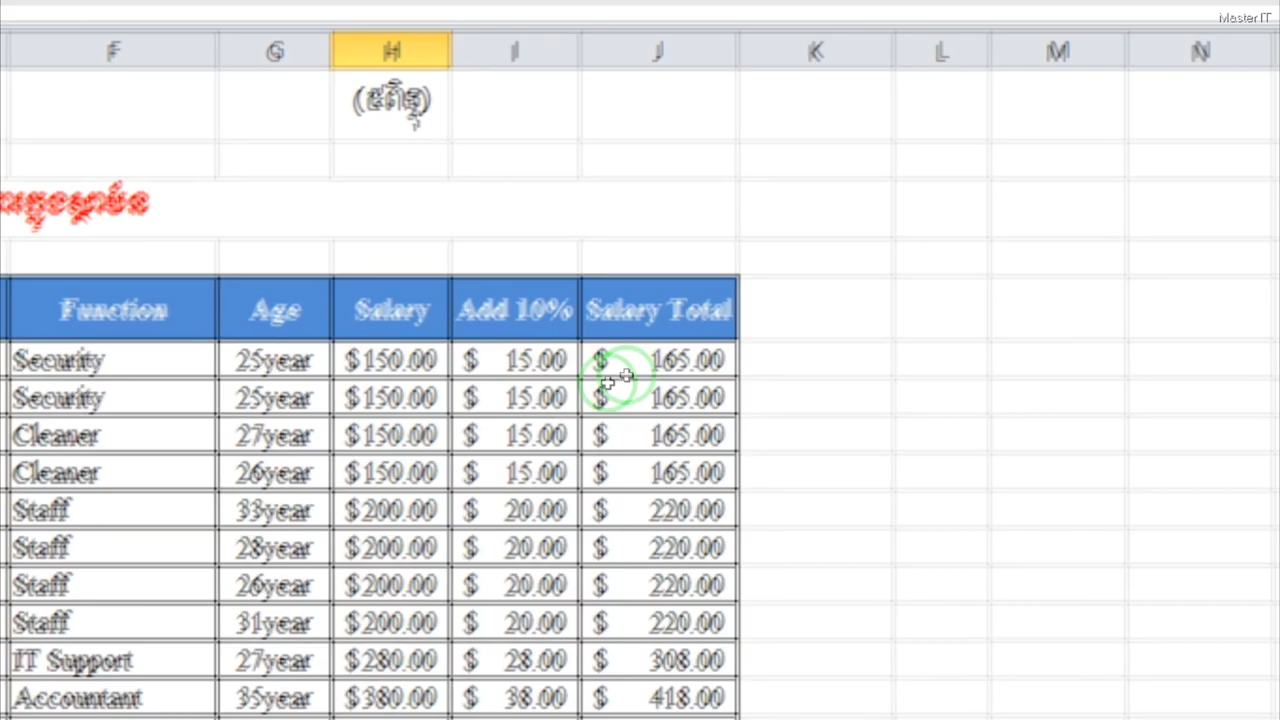 Master IT
F G H I J K L M N
Function Age Salary Add 10% Salary Total
Security 25year $150.00 $ 15.00 $ 165.00
Security 25year $150.00 $ 15.00 $ 165.00
Cleaner 27year $150.00 $ 15.00 $ 165.00
Cleaner 26year $150.00 $ 15.00 $ 165.00
Staff 33year $200.00 $ 20.00 $ 220.00
Staff 28year $200.00 $ 20.00 $ 220.00
Staff 26year $200.00 $ 20.00 $ 220.00
Staff 31year $200.00 $ 20.00 $ 220.00
IT Support 27year $280.00 $ 28.00 $ 308.00
Accountant 35year $380.00 $ 38.00 $ 418.00